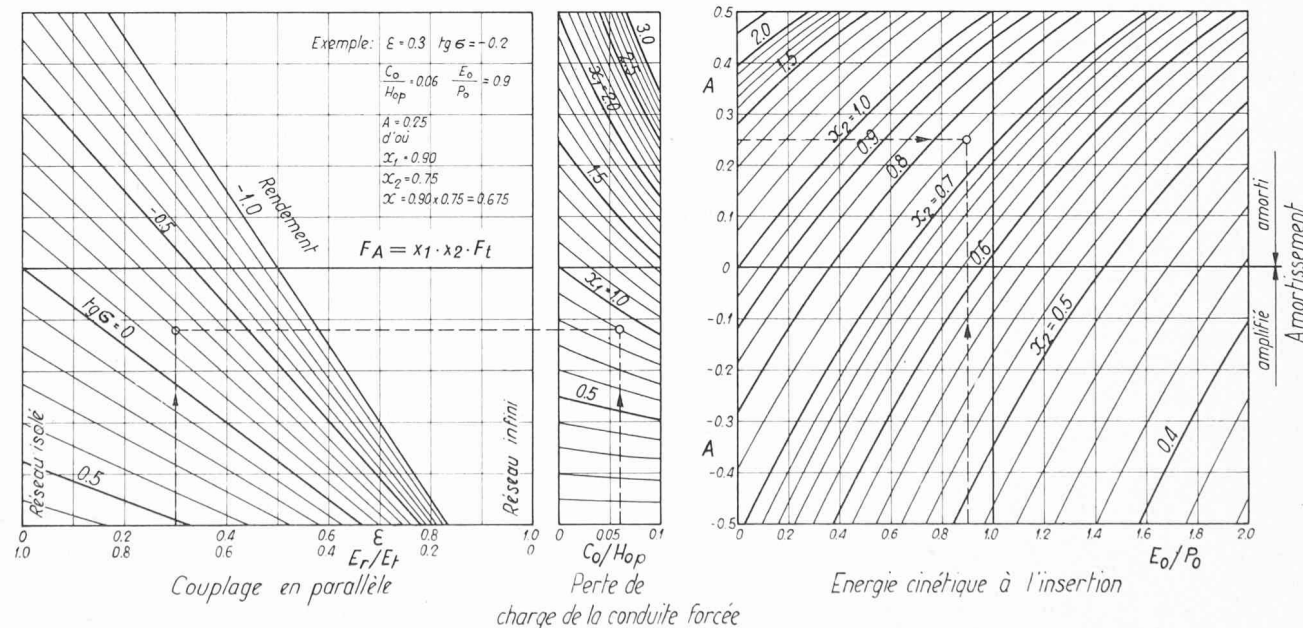 Exemple: ε = 0.3 tg σ = -0.2
C₀/H₀p = 0.06 E₀/P₀ = 0.9
A = 0.25
d'où
x₁ = 0.90
x₂ = 0.75
x = 0.90 x 0.75 = 0.675
F_A = x₁ · x₂ · F_t
Rendement
-1.0
-0.5
tg σ = 0
0.5
Réseau isolé
Réseau infini
0 0.2 0.4 0.6 ε 0.8 1.0
1.0 0.8 0.6 E_r/E_t 0.4 0.2 0
Couplage en parallèle
3.0
2.5
x₁ = 2.0
1.5
x₁ = 1.0
0.5
0 0.05 0.1
C₀/H₀p
Perte de
charge de la conduite forcée
A
0.5
0.4
0.3
0.2
0.1
0
-0.1
-0.2
-0.3
A
-0.4
-0.5
2.0
1.5
x₂ = 1.0
0.9
0.8
x₂ = 0.7
0.6
x₂ = 0.5
0.4
0.0 0.2 0.4 0.6 0.8 1.0 1.2 1.4 1.6 1.8 2.0
E₀/P₀
Energie cinétique à l'insertion
amorti
amplifié
Amortissement